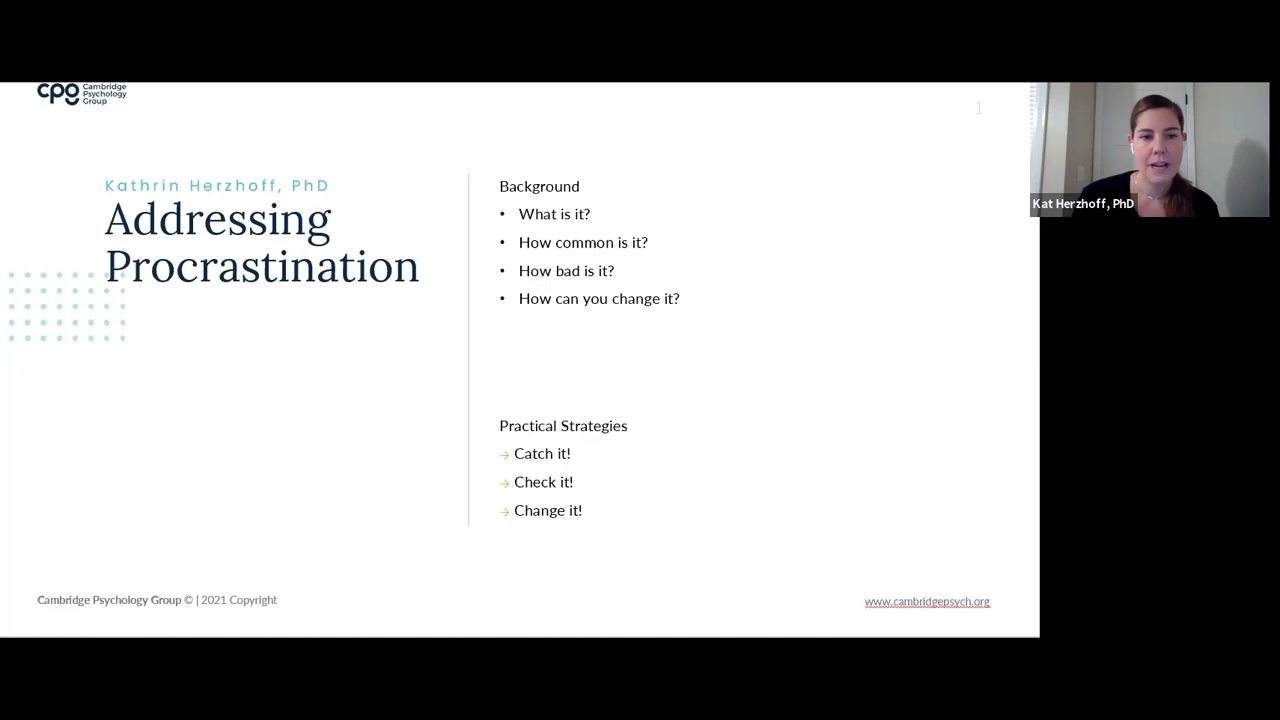 cpg Cambridge
Psychology
Group
1
Kathrin Herzhoff, PhD
Addressing
Procrastination
Background
• What is it?
• How common is it?
• How bad is it?
• How can you change it?
Practical Strategies
→ Catch it!
→ Check it!
→ Change it!
Cambridge Psychology Group © | 2021 Copyright
www.cambridgepsych.org
Kat Herzhoff, PhD